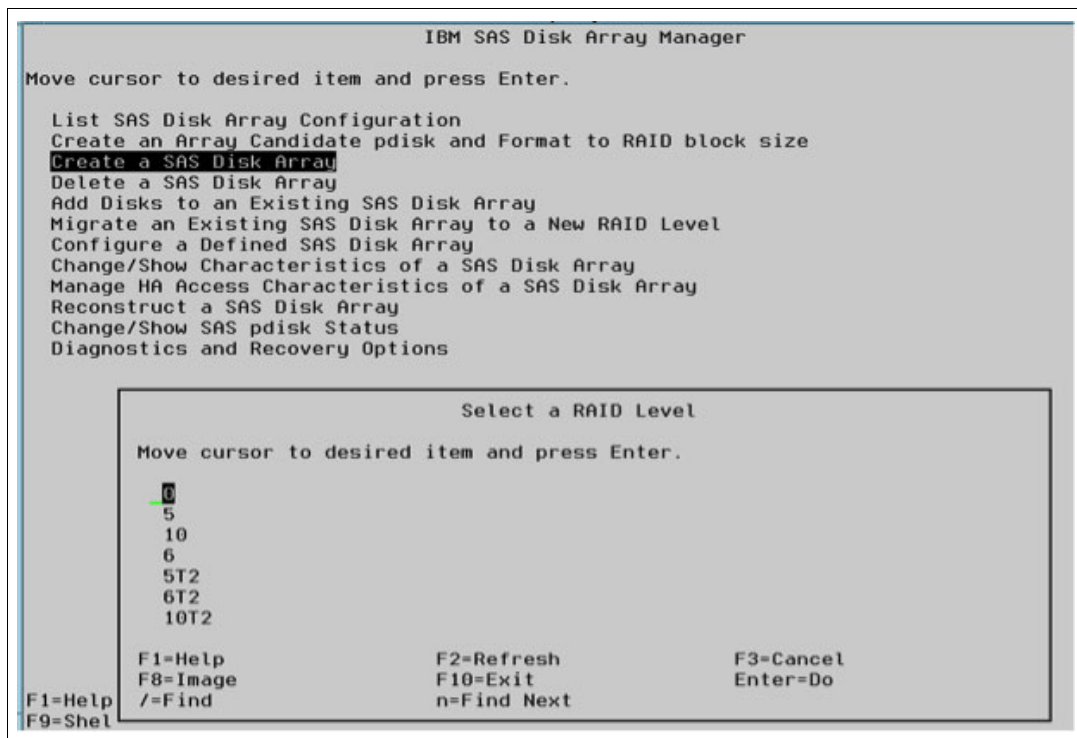 IBM SAS Disk Array Manager
Move cursor to desired item and press Enter.
List SAS Disk Array Configuration
Create an Array Candidate pdisk and Format to RAID block size
Create a SAS Disk Array
Delete a SAS Disk Array
Add Disks to an Existing SAS Disk Array
Migrate an Existing SAS Disk Array to a New RAID Level
Configure a Defined SAS Disk Array
Change/Show Characteristics of a SAS Disk Array
Manage HA Access Characteristics of a SAS Disk Array
Reconstruct a SAS Disk Array
Change/Show SAS pdisk Status
Diagnostics and Recovery Options
Select a RAID Level
Move cursor to desired item and press Enter.
0
5
10
6
5T2
6T2
10T2
F1=Help F2=Refresh F3=Cancel
F8=Image F10=Exit Enter=Do
F1=Help /=Find n=Find Next
F9=Shel